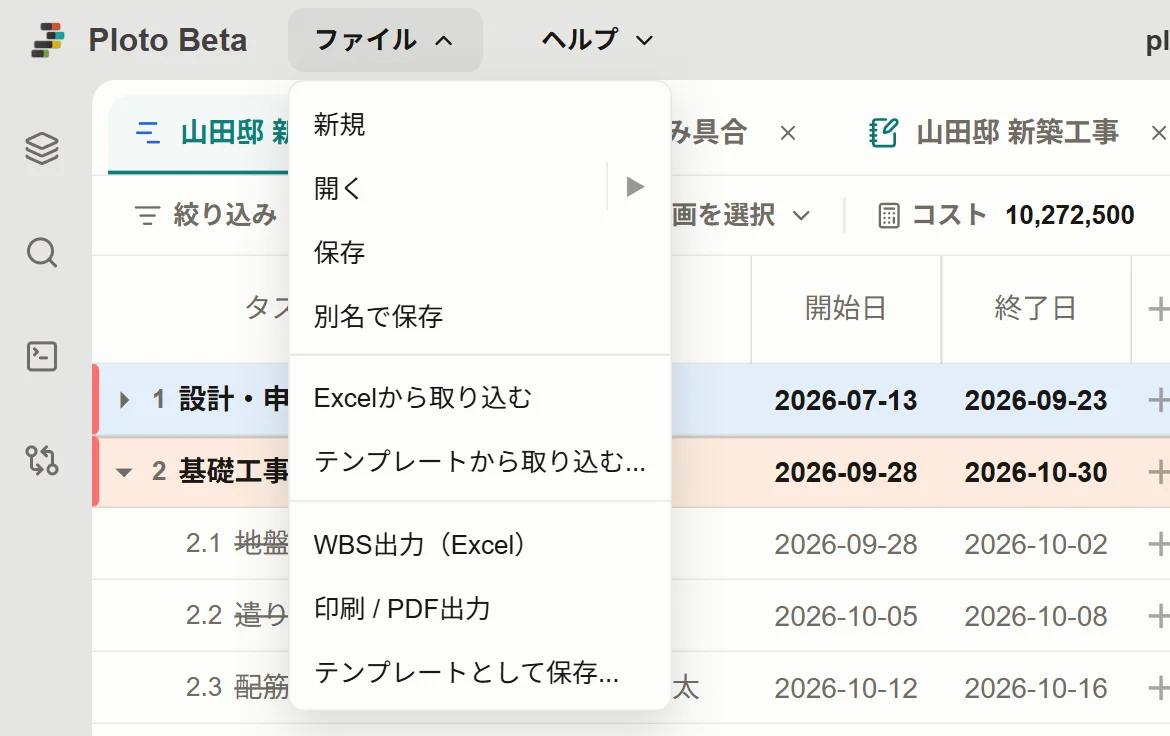 Ploto Beta
ファイル
ヘルプ
pl
山田邸 新
み具合
山田邸 新築工事
絞り込み
画を選択
コスト 10,272,500
新規
開く
保存
別名で保存
Excelから取り込む
テンプレートから取り込む...
WBS出力（Excel）
印刷 / PDF出力
テンプレートとして保存...
タス
開始日
終了日
1 設計・申
2026-07-13
2026-09-23
2 基礎工事
2026-09-28
2026-10-30
2.1 地盤
2026-09-28
2026-10-02
2.2 遣り
2026-10-05
2026-10-08
2.3 配筋
太
2026-10-12
2026-10-16